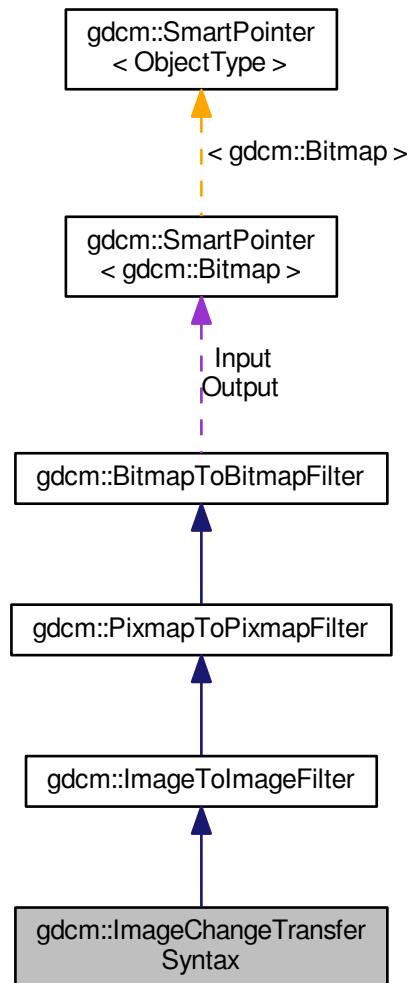 gdcm::SmartPointer
< ObjectType >
< gdcm::Bitmap >
gdcm::SmartPointer
< gdcm::Bitmap >
Input
Output
gdcm::BitmapToBitmapFilter
gdcm::PixmapToPixmapFilter
gdcm::ImageToImageFilter
gdcm::ImageChangeTransfer
Syntax